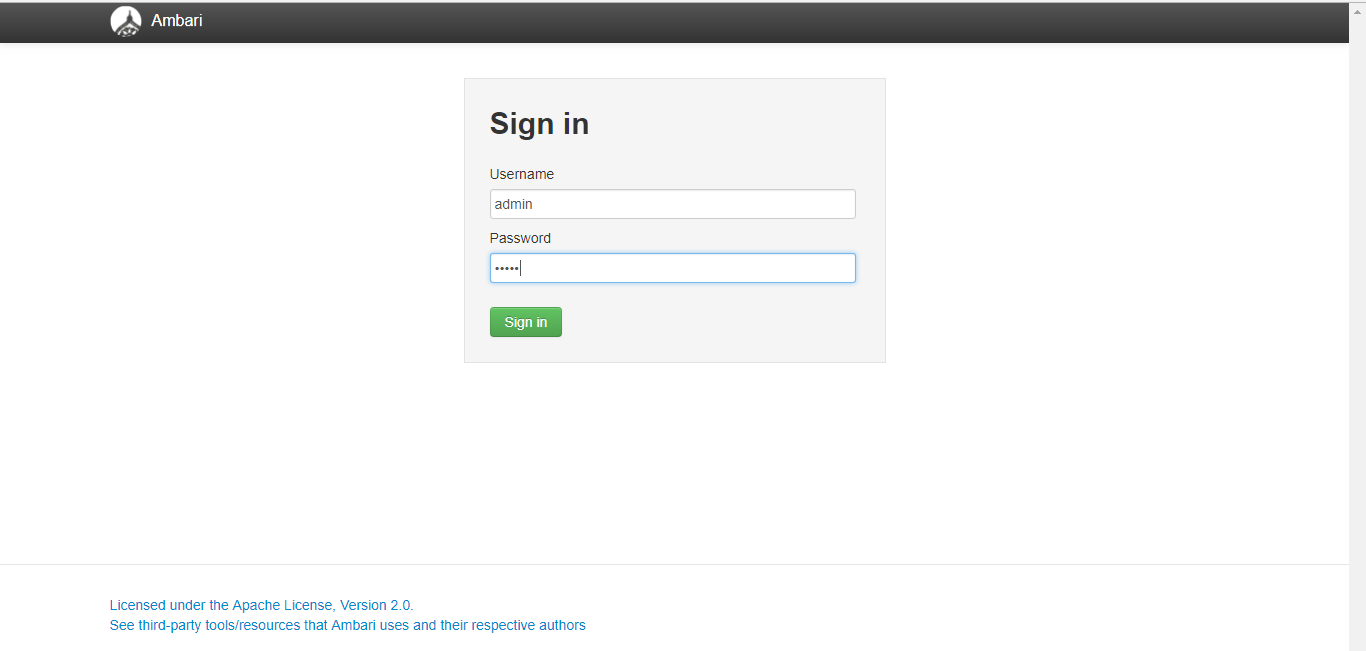 Ambari
Sign in
Username
admin
Password
•••••
Sign in
Licensed under the Apache License, Version 2.0.
See third-party tools/resources that Ambari uses and their respective authors